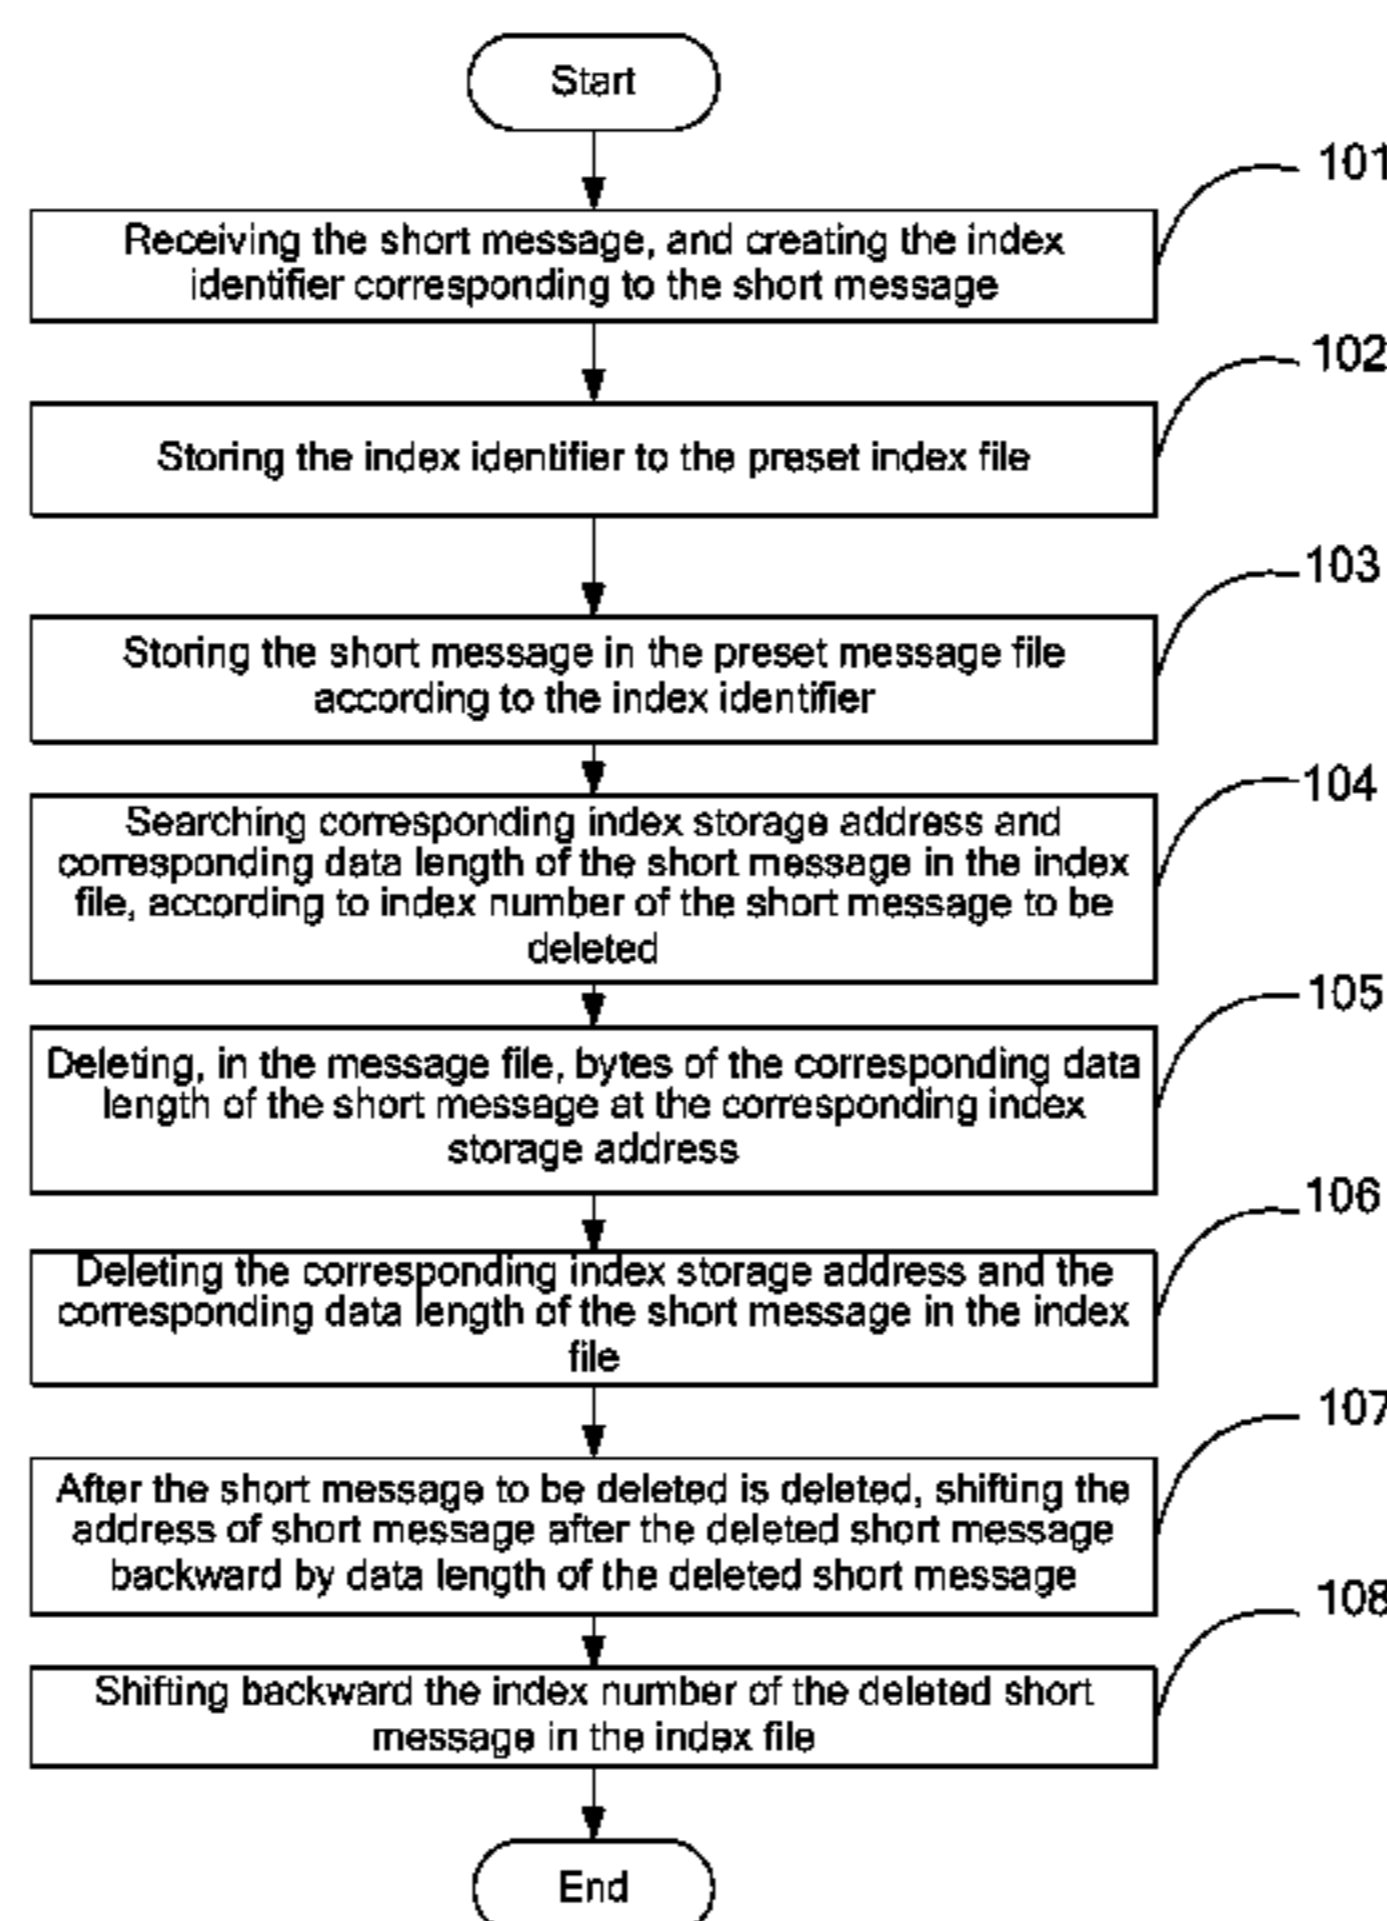 Start
101
Receiving the short message, and creating the index
identifier corresponding to the short message
102
Storing the index identifier to the preset index file
103
Storing the short message in the preset message file
according to the index identifier
104
Searching corresponding index storage address and
corresponding data length of the short message in the index
file, according to index number of the short message to be
deleted
105
Deleting, in the message file, bytes of the corresponding data
length of the short message at the corresponding index
storage address
106
Deleting the corresponding index storage address and the
corresponding data length of the short message in the index
file
107
After the short message to be deleted is deleted, shifting the
address of short message after the deleted short message
backward by data length of the deleted short message
108
Shifting backward the index number of the deleted short
message in the index file
End